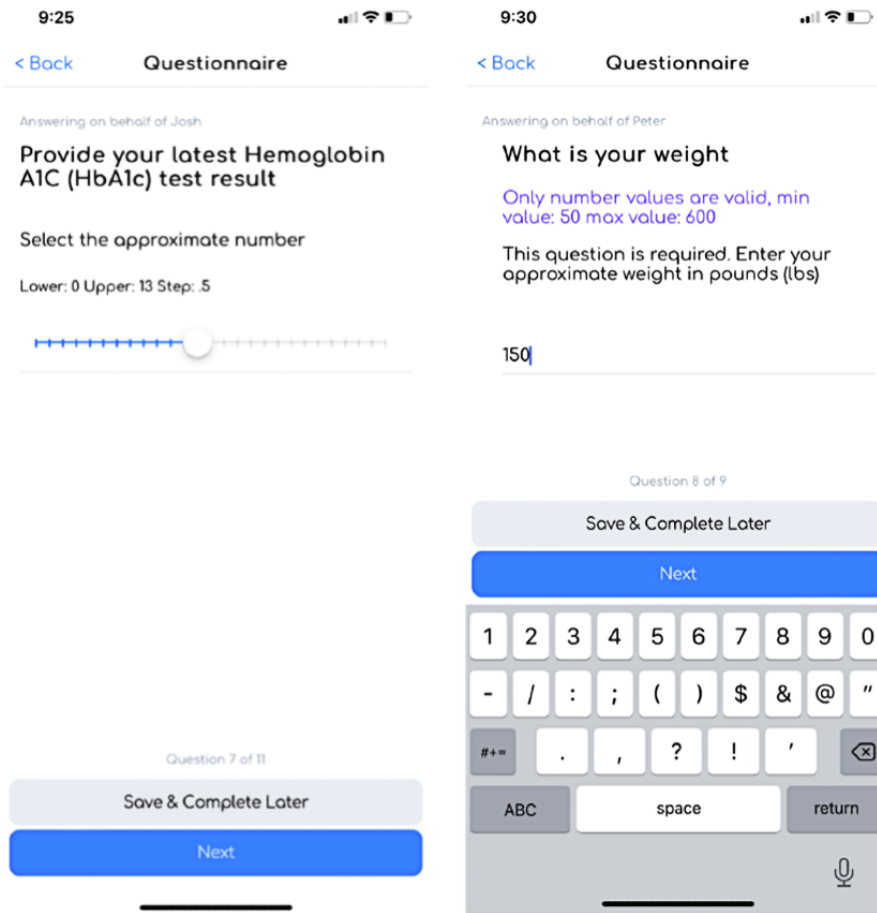 9:25
< Back
Questionnaire
Answering on behalf of Josh
Provide your latest Hemoglobin
A1C (HbA1c) test result
Select the approximate number
Lower: 0 Upper: 13 Step: .5
Question 7 of 11
Save & Complete Later
Next
9:30
< Back
Questionnaire
Answering on behalf of Peter
What is your weight
Only number values are valid, min
value: 50 max value: 600
This question is required. Enter your
approximate weight in pounds (lbs)
150
Question 8 of 9
Save & Complete Later
Next
1 2 3 4 5 6 7 8 9 0
- / : ; ( ) $ & @ "
#+= . , ? ! '
ABC space return